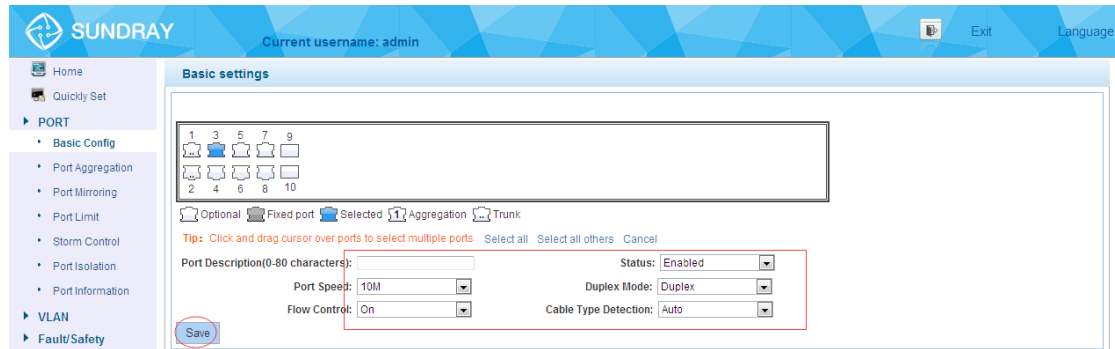 SUNDRAY
Current username: admin
Exit
Language
Home
Quickly Set
PORT
Basic Config
Port Aggregation
Port Mirroring
Port Limit
Storm Control
Port Isolation
Port Information
VLAN
Fault/Safety
Basic settings
1 3 5 7 9
2 4 6 8 10
Optional Fixed port Selected 1 Aggregation Trunk
Tip: Click and drag cursor over ports to select multiple ports Select all Select all others Cancel
Port Description(0-80 characters): Status: Enabled
Port Speed: 10M Duplex Mode: Duplex
Flow Control: On Cable Type Detection: Auto
Save